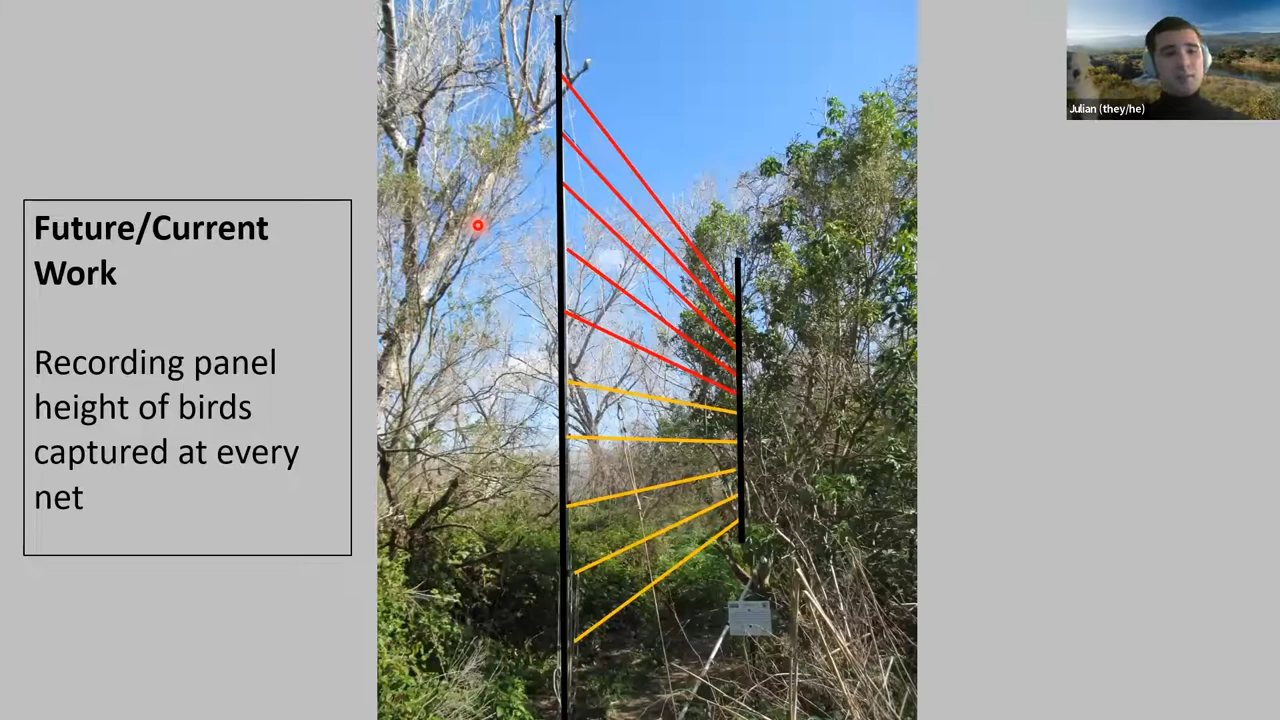 Future/Current
Work
Recording panel
height of birds
captured at every
net
Julian (they/he)